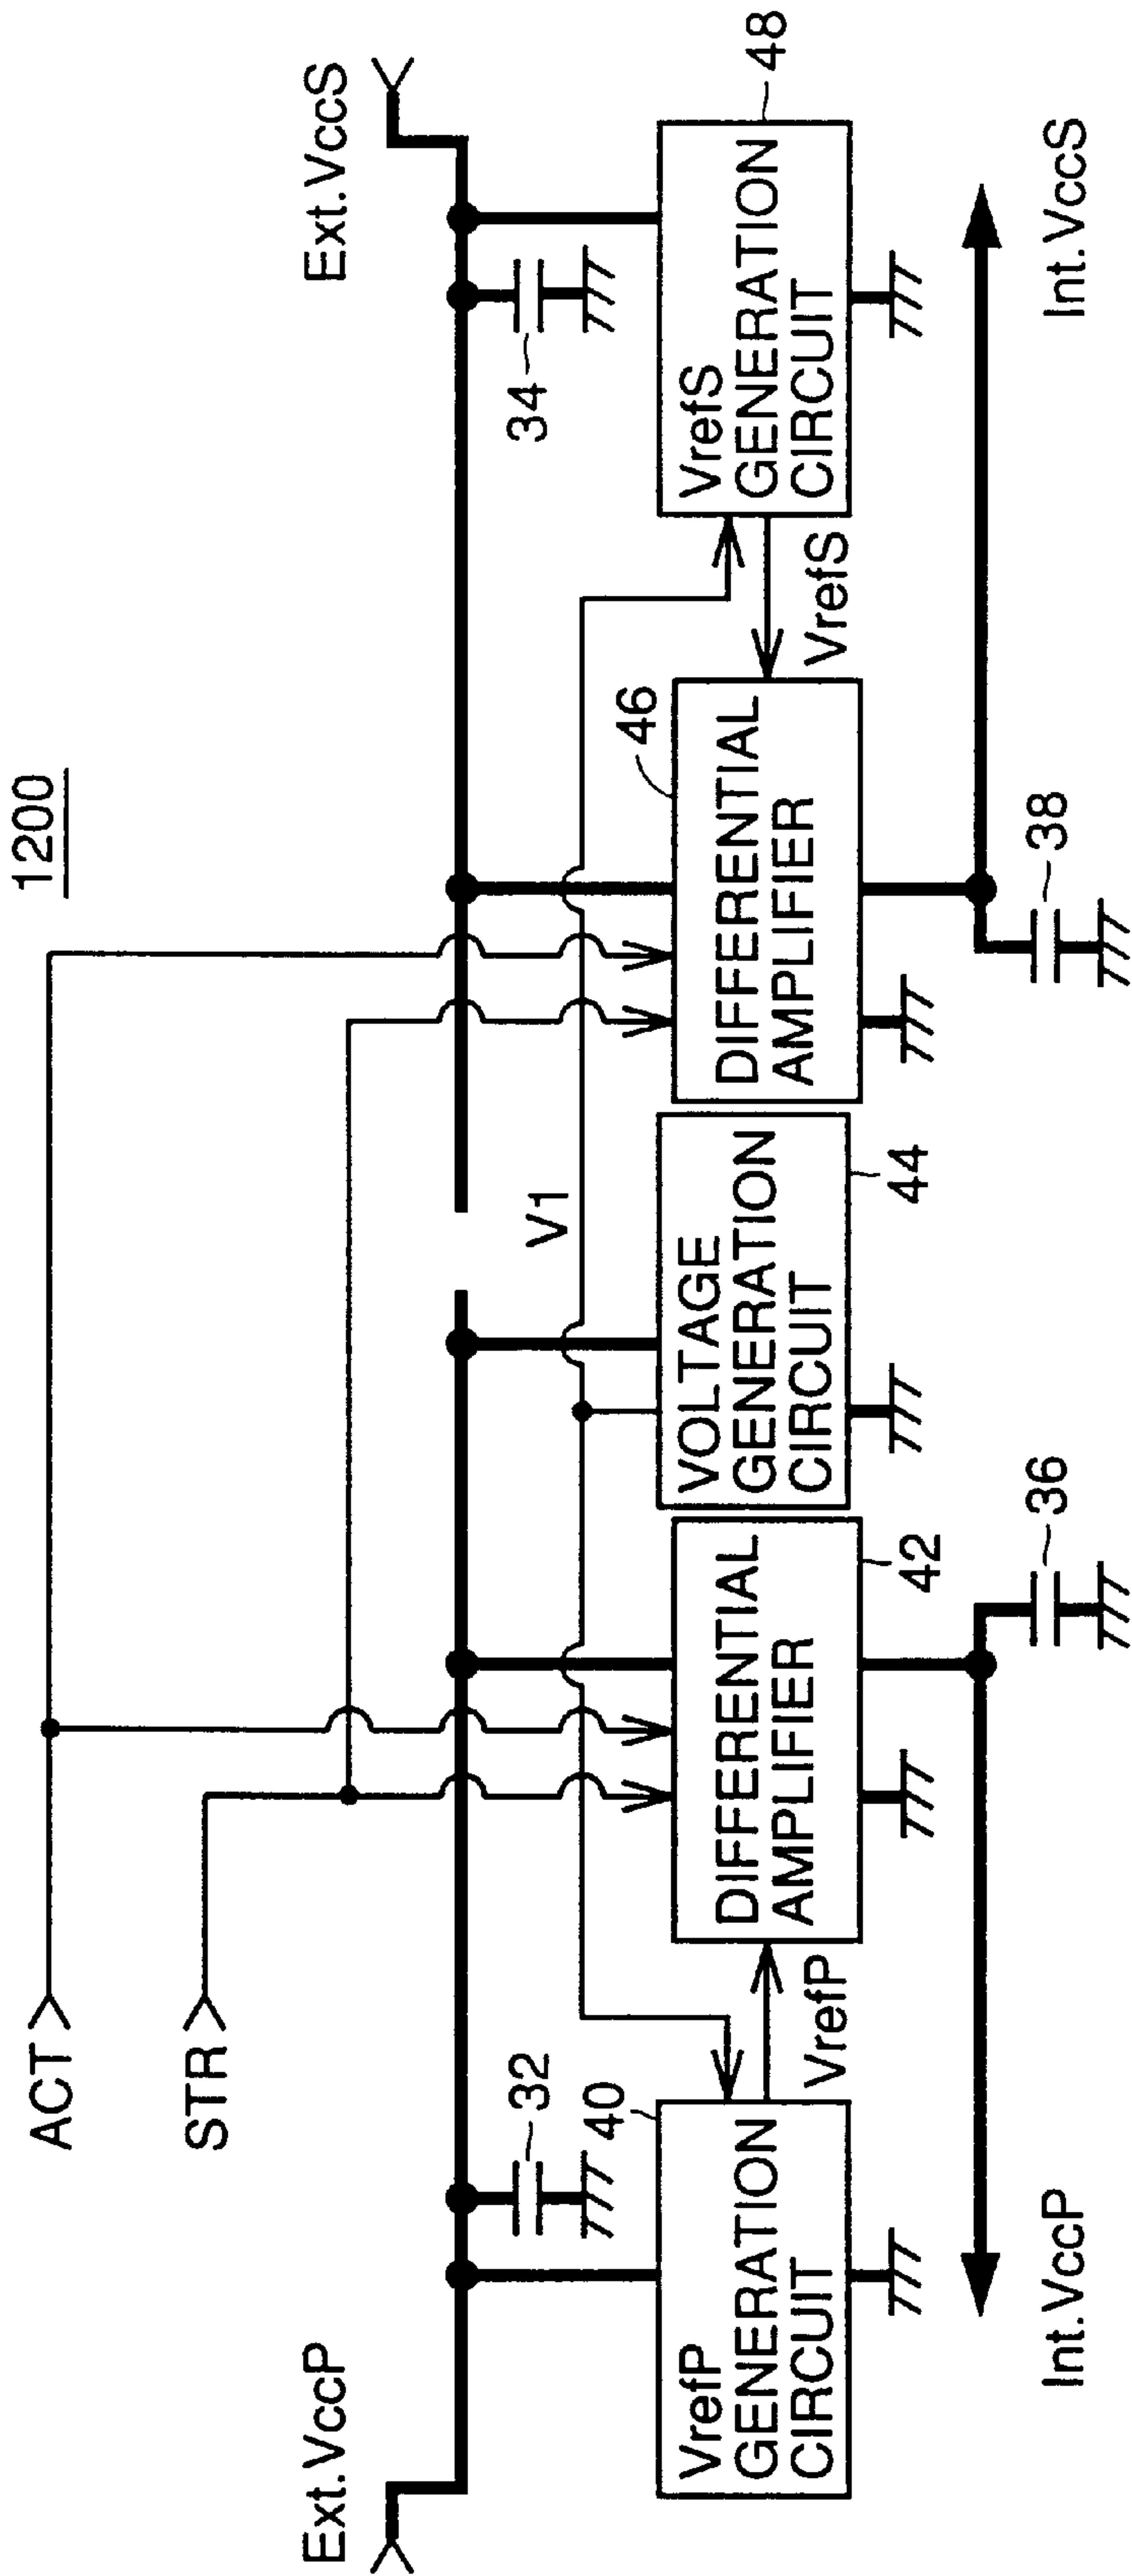 1200
ACT
STR
Ext.VccP
Ext.VccS
32
34
V1
40
46
48
VrefP
GENERATION
CIRCUIT
VrefP
DIFFERENTIAL
AMPLIFIER
42
VOLTAGE
GENERATION
CIRCUIT
44
DIFFERENTIAL
AMPLIFIER
VrefS
VrefS
GENERATION
CIRCUIT
36
38
Int.VccP
Int.VccS